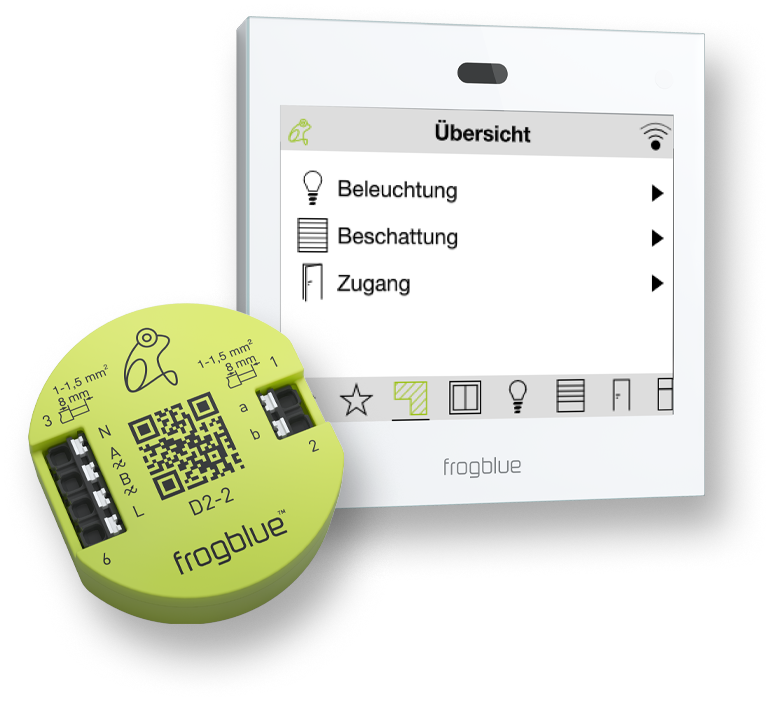 Übersicht
Beleuchtung
Beschattung
Zugang
frogblue
1-1,5 mm²
8 mm
3
N
A
B
L
6
1-1,5 mm²
8 mm
1
a
b
2
D2-2
frogblue™